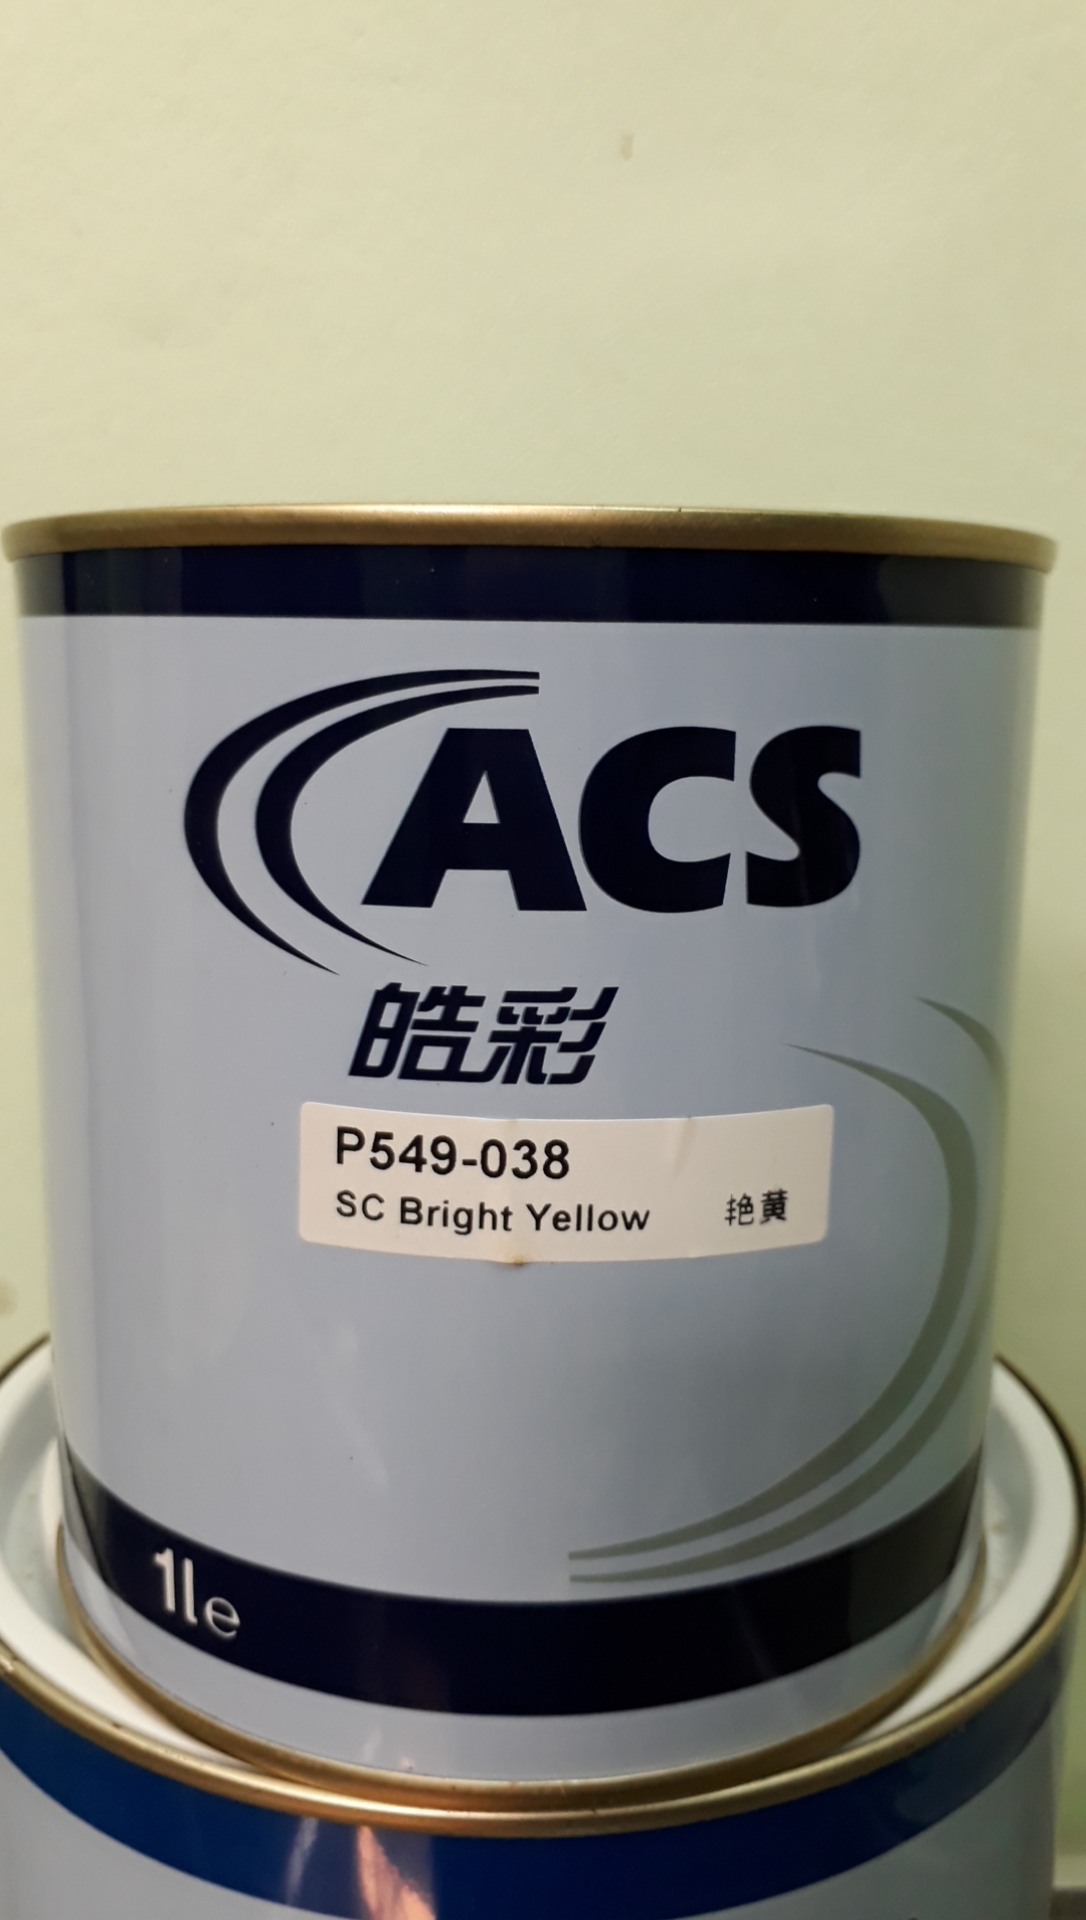 ACS
皓彩
P549-038
SC Bright Yellow 艳黄
1le